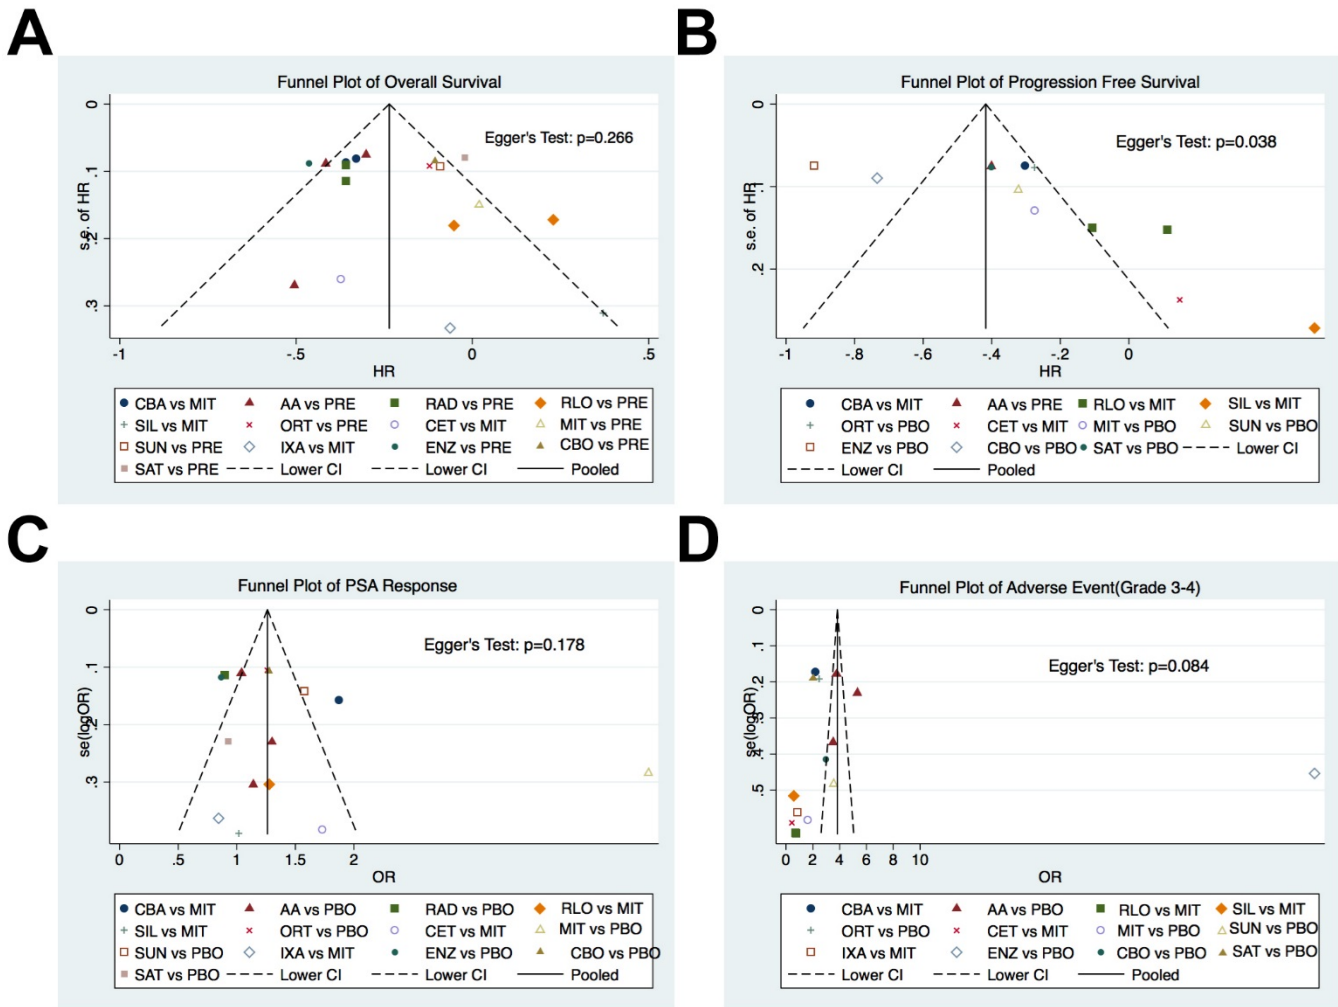 A
Funnel Plot of Overall Survival
Egger's Test: p=0.266
s.e. of HR
0
.1
.2
.3
-1
-.5
0
.5
HR
CBA vs MIT AA vs PRE RAD vs PRE RLO vs PRE
SIL vs MIT ORT vs PRE CET vs MIT MIT vs PRE
SUN vs PRE IXA vs MIT ENZ vs PRE CBO vs PRE
SAT vs PRE Lower CI Lower CI Pooled
B
Funnel Plot of Progression Free Survival
Egger's Test: p=0.038
s.e. of HR
0
.1
.2
-1
-.8
-.6
-.4
-.2
0
HR
CBA vs MIT AA vs PRE RLO vs MIT SIL vs MIT
ORT vs PBO CET vs MIT MIT vs PBO SUN vs PBO
ENZ vs PBO CBO vs PBO SAT vs PBO Lower CI
Lower CI Pooled
C
Funnel Plot of PSA Response
Egger's Test: p=0.178
se(logOR)
0
.1
.2
.3
0
.5
1
1.5
2
OR
CBA vs MIT AA vs PBO RAD vs PBO RLO vs MIT
SIL vs MIT ORT vs PBO CET vs MIT MIT vs PBO
SUN vs PBO IXA vs MIT ENZ vs PBO CBO vs PBO
SAT vs PBO Lower CI Lower CI Pooled
D
Funnel Plot of Adverse Event(Grade 3-4)
Egger's Test: p=0.084
se(logOR)
0
.1
.2
.3
.4
.5
0
2
4
6
8
10
OR
CBA vs MIT AA vs PBO RLO vs MIT SIL vs MIT
ORT vs PBO CET vs MIT MIT vs PBO SUN vs PBO
IXA vs MIT ENZ vs PBO CBO vs PBO SAT vs PBO
Lower CI Lower CI Pooled